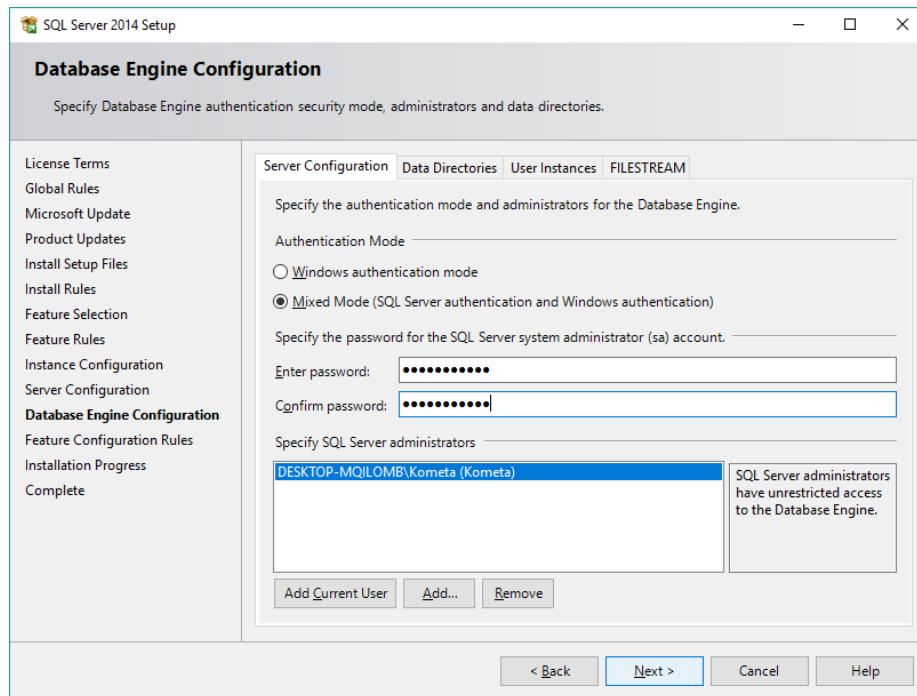 SQL Server 2014 Setup
Database Engine Configuration
Specify Database Engine authentication security mode, administrators and data directories.
License Terms
Global Rules
Microsoft Update
Product Updates
Install Setup Files
Install Rules
Feature Selection
Feature Rules
Instance Configuration
Server Configuration
Database Engine Configuration
Feature Configuration Rules
Installation Progress
Complete
Server Configuration Data Directories User Instances FILESTREAM
Specify the authentication mode and administrators for the Database Engine.
Authentication Mode
Windows authentication mode
Mixed Mode (SQL Server authentication and Windows authentication)
Specify the password for the SQL Server system administrator (sa) account.
Enter password: ●●●●●●●●●●●
Confirm password: ●●●●●●●●●●●
Specify SQL Server administrators
DESKTOP-MQILOMB\Kometa (Kometa)
SQL Server administrators
have unrestricted access
to the Database Engine.
Add Current User Add... Remove
< Back Next > Cancel Help